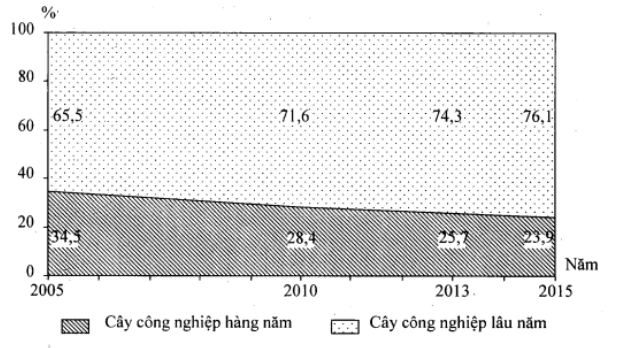 %
100
80
65,5 71,6 74,3 76,1
60
40
20
34,5 28,4 25,7 23,9
0
Năm
2005 2010 2013 2015
Cây công nghiệp hàng năm Cây công nghiệp lâu năm